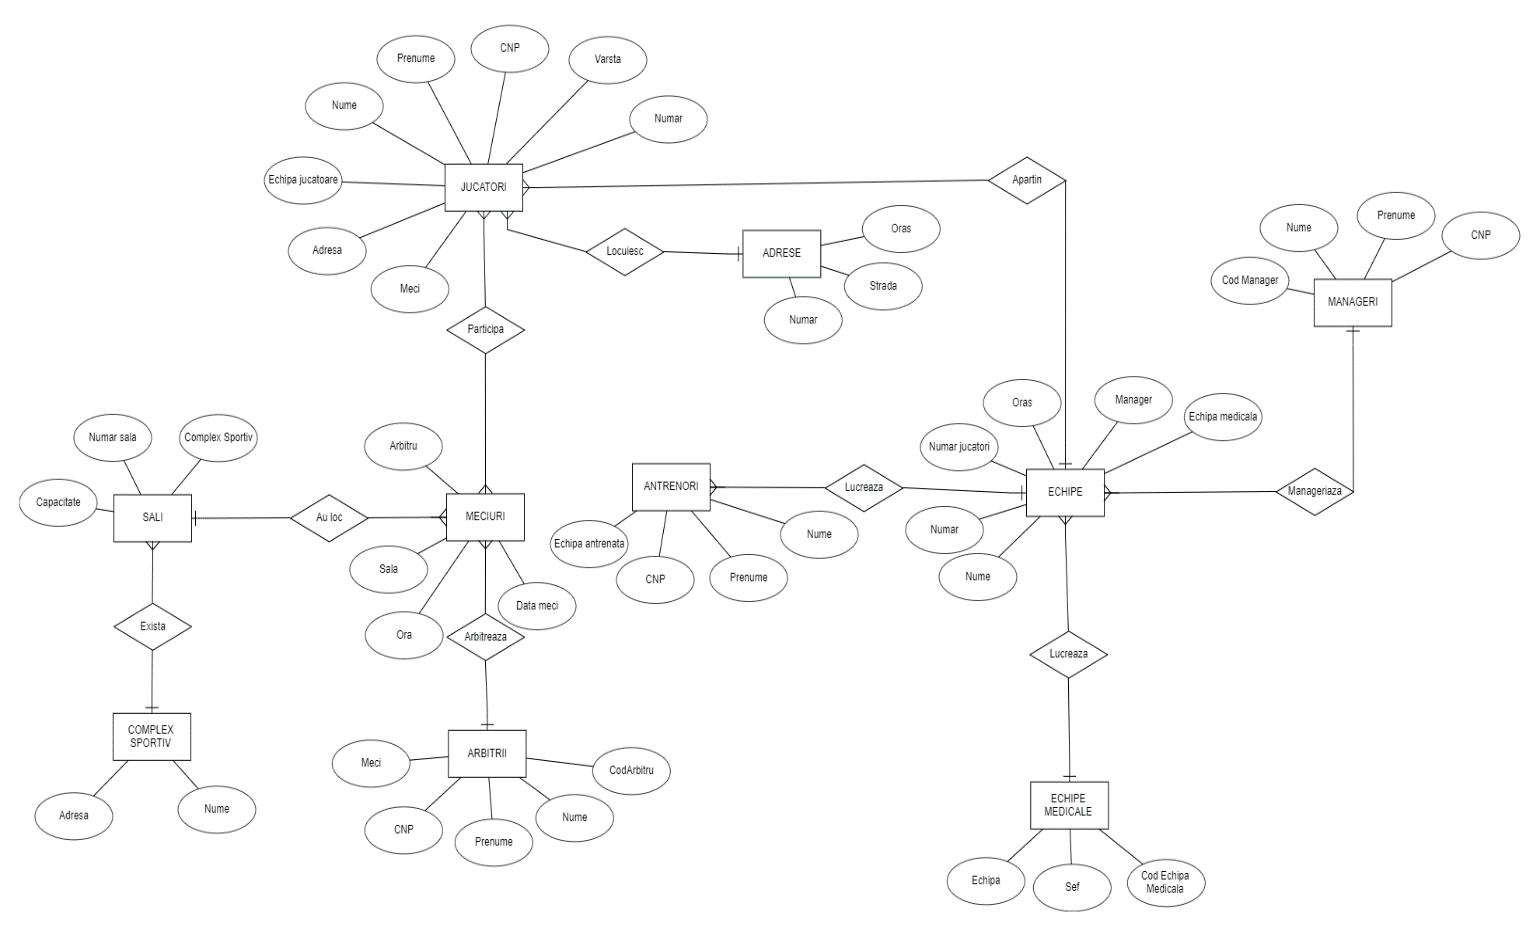 CNP
Prenume
Varsta
Nume
Numar
Echipa jucatoare
JUCATORI
Apartin
Adresa
Meci
Locuiesc
ADRESE
Oras
Strada
Numar
Participa
Nume
Prenume
CNP
Cod Manager
MANAGERI
Numar sala
Complex Sportiv
Capacitate
SALI
Au loc
Arbitru
MECIURI
Sala
Ora
Data meci
ANTRENORI
Echipa antrenata
CNP
Prenume
Nume
Lucreaza
Oras
Manager
Echipa medicala
Numar jucatori
ECHIPE
Numar
Nume
Manageriaza
Exista
Arbitreaza
Lucreaza
COMPLEX
SPORTIV
Adresa
Nume
ARBITRII
Meci
CodArbitru
CNP
Prenume
Nume
ECHIPE
MEDICALE
Echipa
Sef
Cod Echipa
Medicala